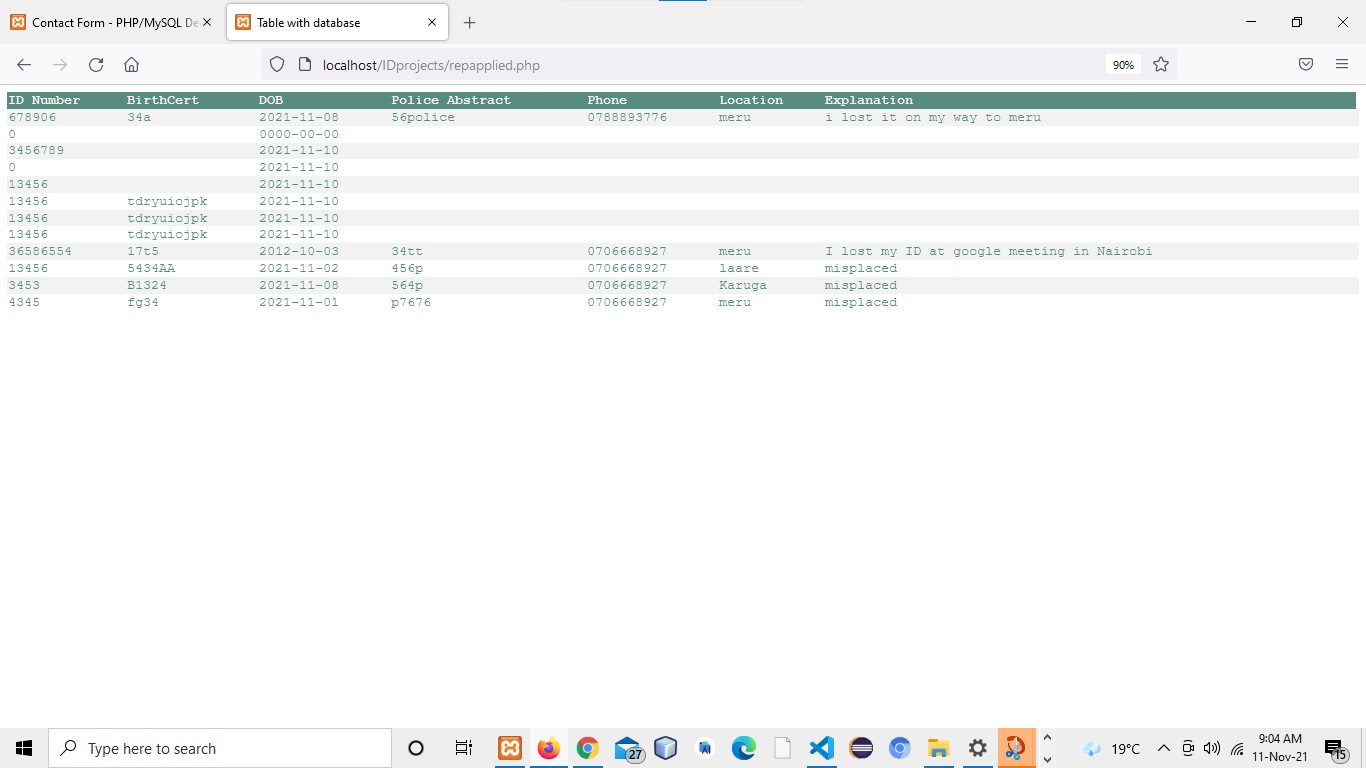 Contact Form - PHP/MySQL De
Table with database
localhost/IDprojects/repapplied.php
90%
ID Number BirthCert DOB Police Abstract Phone Location Explanation
678906 34a 2021-11-08 56police 0788893776 meru i lost it on my way to meru
0 0000-00-00
3456789 2021-11-10
0 2021-11-10
13456 2021-11-10
13456 tdryuiojpk 2021-11-10
13456 tdryuiojpk 2021-11-10
13456 tdryuiojpk 2021-11-10
36586554 17t5 2012-10-03 34tt 0706668927 meru I lost my ID at google meeting in Nairobi
13456 5434AA 2021-11-02 456p 0706668927 laare misplaced
3453 B1324 2021-11-08 564p 0706668927 Karuga misplaced
4345 fg34 2021-11-01 p7676 0706668927 meru misplaced
Type here to search
27
19°C
9:04 AM
11-Nov-21
15